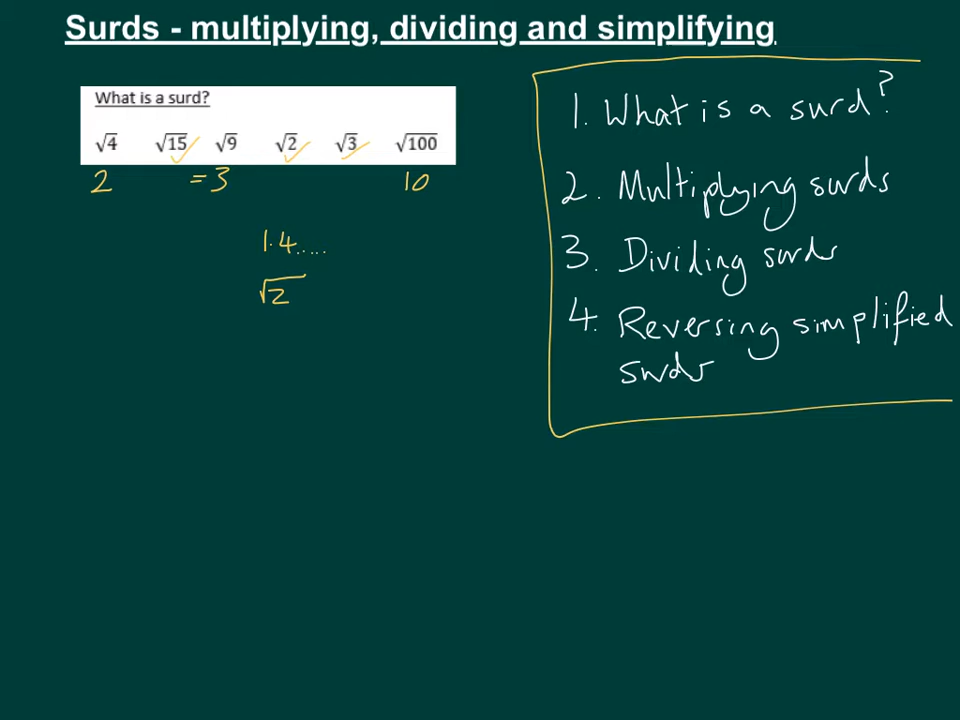 Surds - multiplying, dividing and simplifying
What is a surd?
√4 √15 √9 √2 √3 √100
2 = 3 10
1.4.....
√2
1. What is a surd?
2. Multiplying surds
3. Dividing surds
4. Reversing simplified
surds